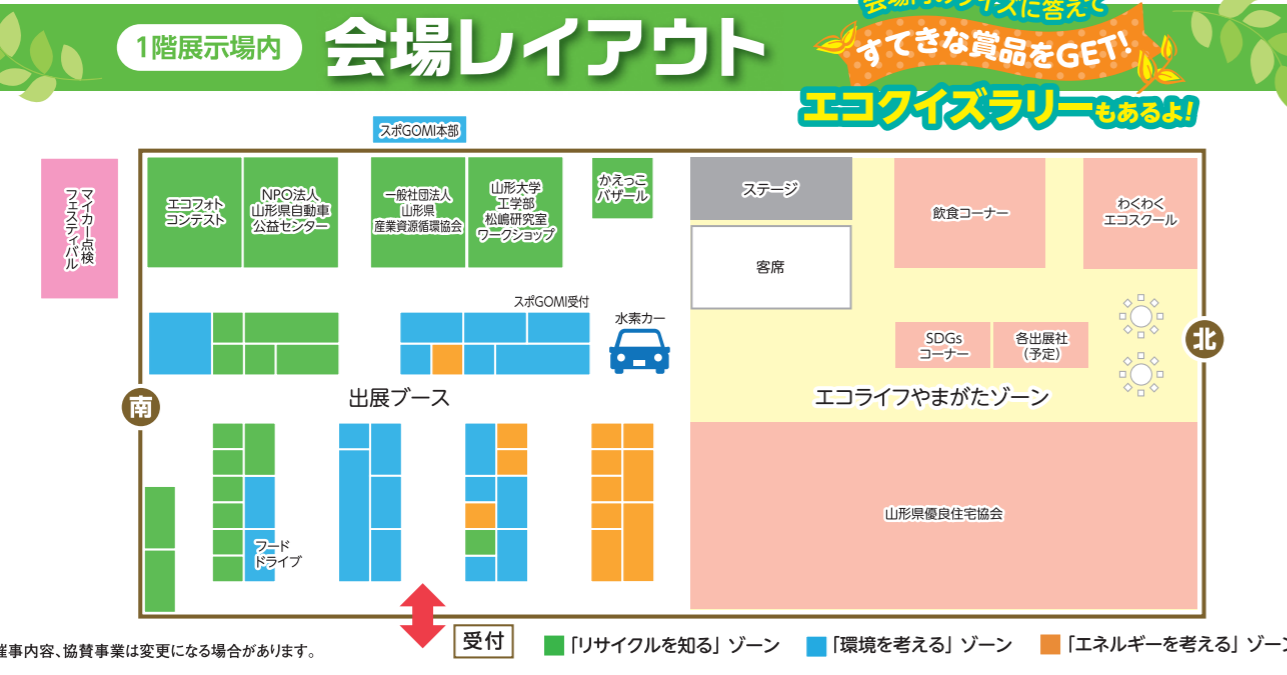 1階展示場内
会場レイアウト
会場内のクイズに答えて
すてきな賞品をGET!
エコクイズラリーもあるよ!
スポGOMI本部
マイカー点検
フェスティバル
エコフォト
コンテスト
NPO法人
山形県自動車
公益センター
一般社団法人
山形県
産業資源循環協会
山形大学
工学部
松嶋研究室
ワークショップ
かえっこ
バザール
ステージ
客席
飲食コーナー
わくわく
エコスクール
スポGOMI受付
水素カー
SDGs
コーナー
各出展社
(予定)
北
南
出展ブース
エコライフやまがたゾーン
山形県優良住宅協会
フード
ドライブ
受付
「リサイクルを知る」ゾーン
「環境を考える」ゾーン
「エネルギーを考える」ゾーン
催事内容、協賛事業は変更になる場合があります。